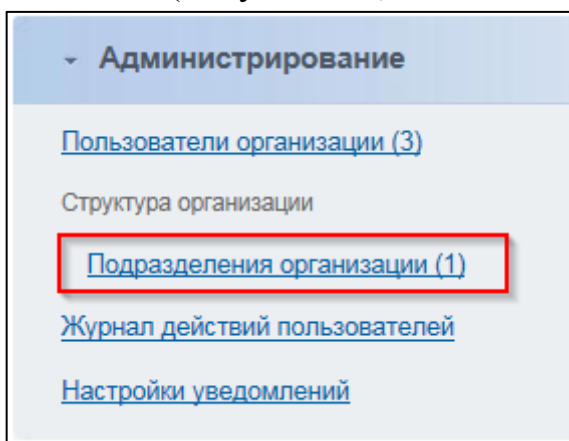 Администрирование
Пользователи организации (3)
Структура организации
Подразделения организации (1)
Журнал действий пользователей
Настройки уведомлений